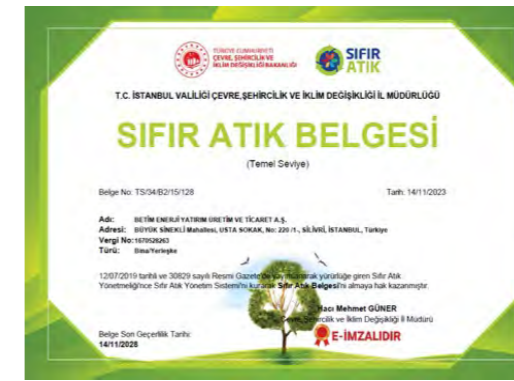 TÜRKİYE CUMHURİYETİ
ÇEVRE, ŞEHİRCİLİK VE
İKLİM DEĞİŞİKLİĞİ BAKANLIĞI
SIFIR
ATIK
T.C. İSTANBUL VALİLİĞİ ÇEVRE,ŞEHİRCİLİK VE İKLİM DEĞİŞİKLİĞİ İL MÜDÜRLÜĞÜ
SIFIR ATIK BELGESİ
(Temel Seviye)
Belge No: TS/34/B2/15/128
Tarih: 14/11/2023
Adı: BETİM ENERJİ YATIRIM ÜRETİM VE TİCARET A.Ş.
Adresi: BÜYÜK SİNEKLİ Mahallesi, USTA SOKAK, No: 220 /1 , SİLİVRİ, İSTANBUL, Türkiye
Vergi No:1670526263
Türü: Bina/Yerleşke
12/07/2019 tarihli ve 30829 sayılı Resmi Gazete'de yayımlanarak yürürlüğe giren Sıfır Atık
Yönetmeliği'nce Sıfır Atık Yönetim Sistemi'ni kurarak Sıfır Atık Belgesi'ni almaya hak kazanmıştır.
Hacı Mehmet GÜNER
Çevre,Şehircilik ve İklim Değişikliği İl Müdürü
E-İMZALIDIR
Belge Son Geçerlilik Tarihi:
14/11/2028